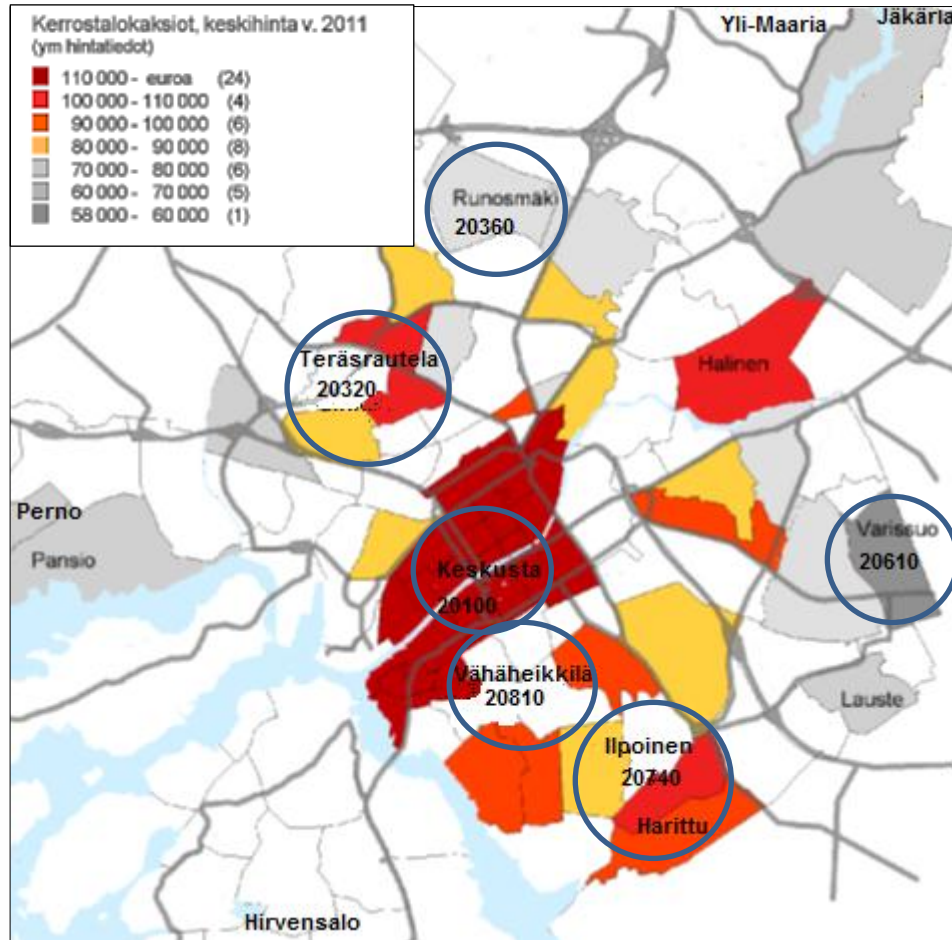 Kerrostalokaksiot, keskihinta v. 2011
(ym hintatiedot)
110 000 - euroa (24)
100 000 - 110 000 (4)
90 000 - 100 000 (6)
80 000 - 90 000 (8)
70 000 - 80 000 (6)
60 000 - 70 000 (5)
58 000 - 60 000 (1)
Yli-Maaria
Jäkärla
Runosmäki
20360
Teräsrautela
20320
Halinen
Perno
Pansio
Varissuo
20610
Keskusta
20100
Vähäheikkilä
20810
Lauste
Ilpoinen
20740
Harittu
Hirvensalo